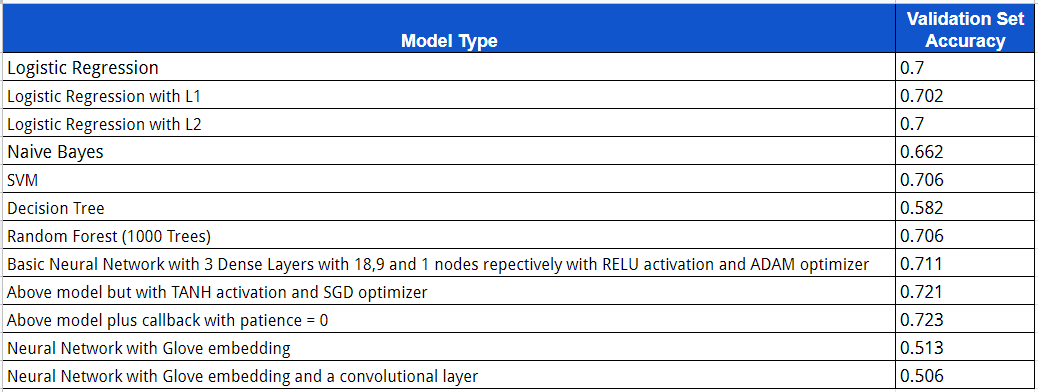 Model Type Validation Set
Accuracy
Logistic Regression 0.7
Logistic Regression with L1 0.702
Logistic Regression with L2 0.7
Naive Bayes 0.662
SVM 0.706
Decision Tree 0.582
Random Forest (1000 Trees) 0.706
Basic Neural Network with 3 Dense Layers with 18,9 and 1 nodes repectively with RELU activation and ADAM optimizer 0.711
Above model but with TANH activation and SGD optimizer 0.721
Above model plus callback with patience = 0 0.723
Neural Network with Glove embedding 0.513
Neural Network with Glove embedding and a convolutional layer 0.506